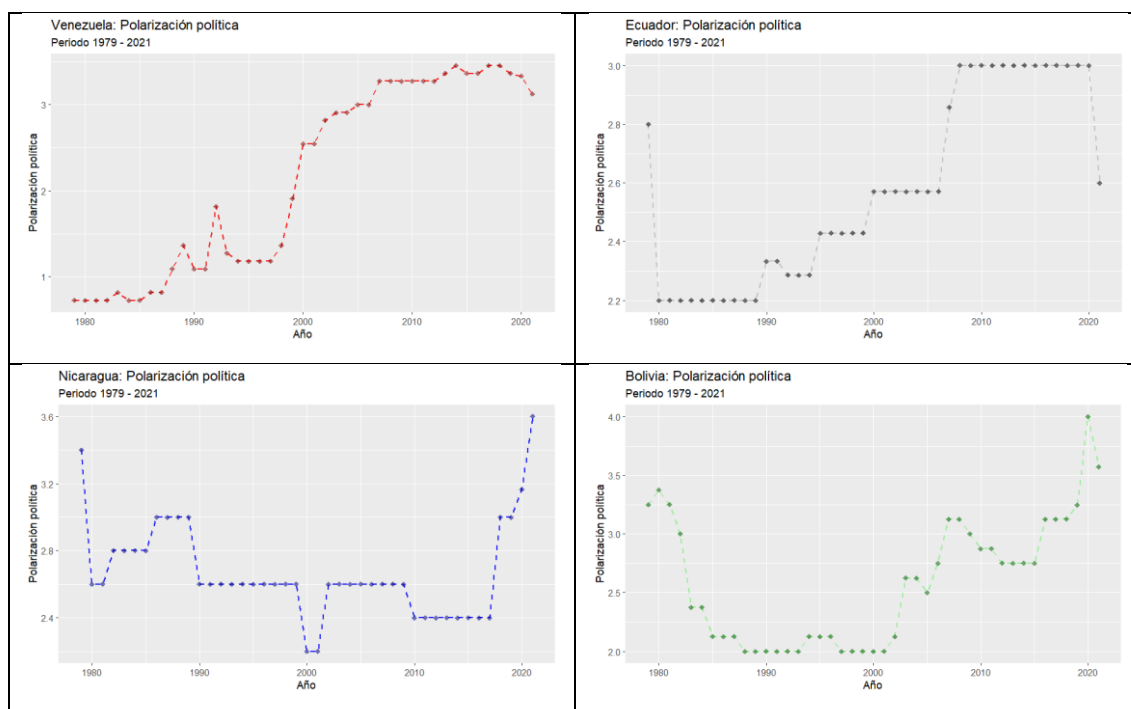 Venezuela: Polarización política
Periodo 1979 - 2021
Polarización política
3
2
1
1980 1990 2000 2010 2020
Año
Ecuador: Polarización política
Periodo 1979 - 2021
Polarización política
3.0
2.8
2.6
2.4
2.2
1980 1990 2000 2010 2020
Año
Nicaragua: Polarización política
Periodo 1979 - 2021
Polarización política
3.6
3.2
2.8
2.4
1980 1990 2000 2010 2020
Año
Bolivia: Polarización política
Periodo 1979 - 2021
Polarización política
4.0
3.5
3.0
2.5
2.0
1980 1990 2000 2010 2020
Año